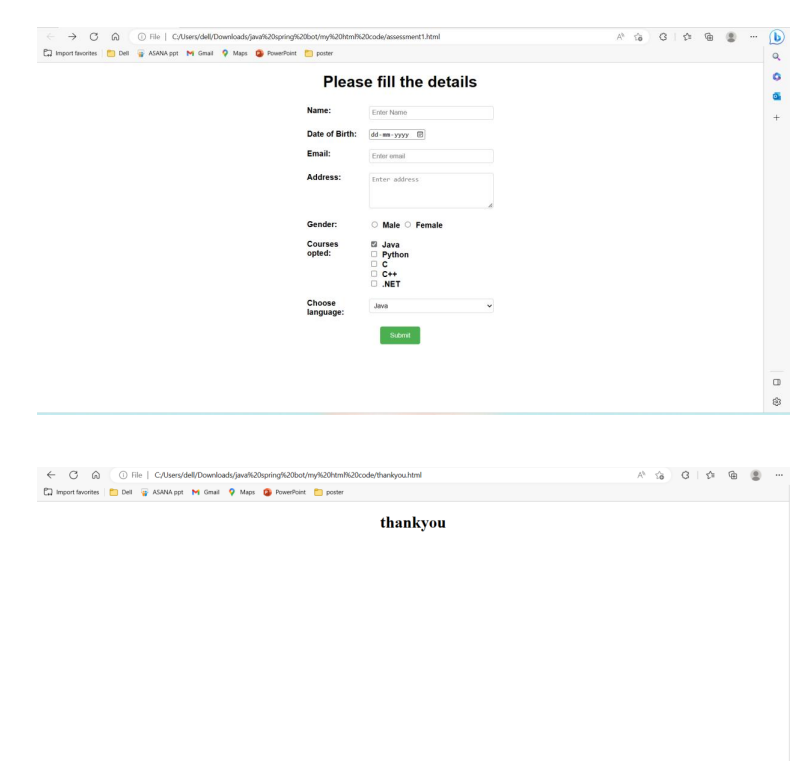 File | C:/Users/dell/Downloads/java%20spring%20bot/my%20html%20code/assessment1.html
Import favorites Dell ASANA ppt Gmail Maps PowerPoint poster
Please fill the details
Name: Enter Name
Date of Birth: dd-mm-yyyy
Email: Enter email
Address: Enter address
Gender: Male Female
Courses opted: Java
Python
C
C++
.NET
Choose language: Java
Submit
File | C:/Users/dell/Downloads/java%20spring%20bot/my%20html%20code/thankyou.html
Import favorites Dell ASANA ppt Gmail Maps PowerPoint poster
thankyou